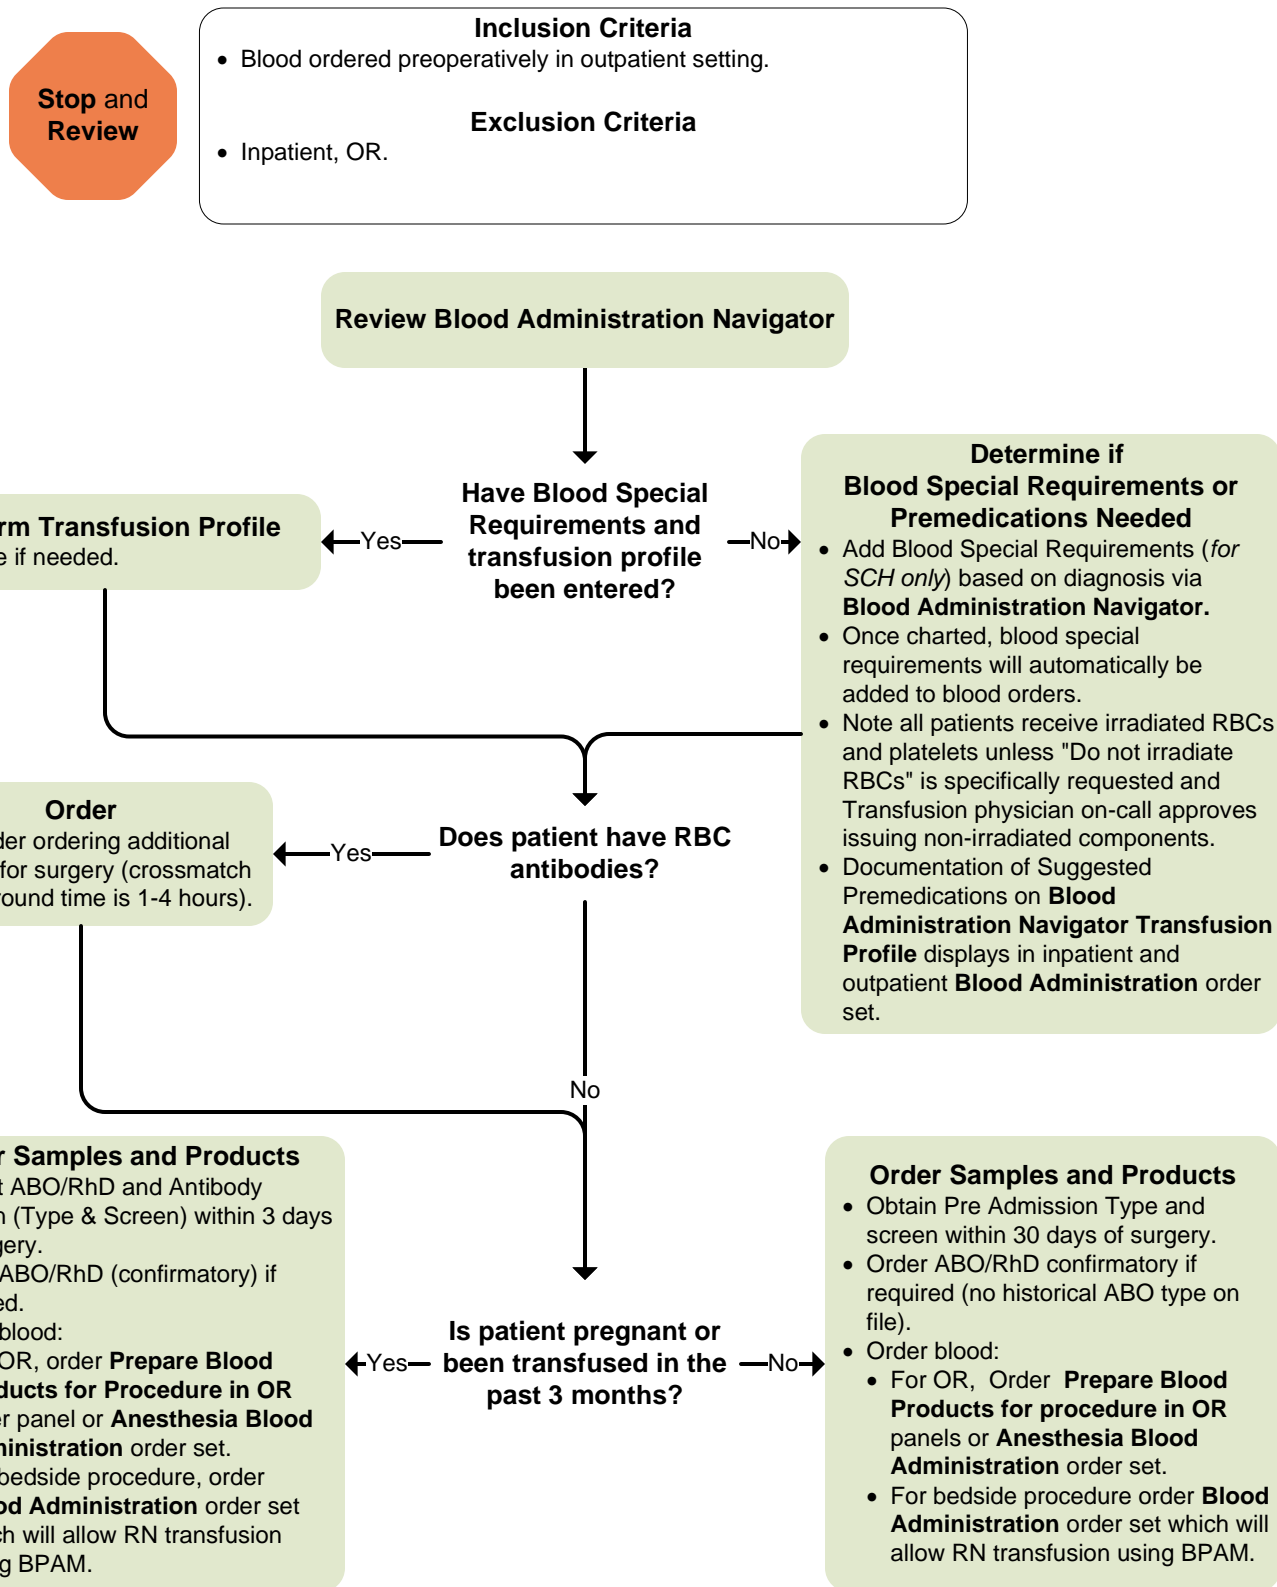 Stop and
Review
Inclusion Criteria
• Blood ordered preoperatively in outpatient setting.
Exclusion Criteria
• Inpatient, OR.
Review Blood Administration Navigator
Have Blood Special
Requirements and
transfusion profile
been entered?
Yes
No
rm Transfusion Profile
e if needed.
Determine if
Blood Special Requirements or
Premedications Needed
• Add Blood Special Requirements (for
SCH only) based on diagnosis via
Blood Administration Navigator.
• Once charted, blood special
requirements will automatically be
added to blood orders.
• Note all patients receive irradiated RBCs
and platelets unless "Do not irradiate
RBCs" is specifically requested and
Transfusion physician on-call approves
issuing non-irradiated components.
• Documentation of Suggested
Premedications on Blood
Administration Navigator Transfusion
Profile displays in inpatient and
outpatient Blood Administration order
set.
Order
der ordering additional
for surgery (crossmatch
round time is 1-4 hours).
Yes
Does patient have RBC
antibodies?
No
r Samples and Products
t ABO/RhD and Antibody
n (Type & Screen) within 3 days
gery.
ABO/RhD (confirmatory) if
ed.
blood:
OR, order Prepare Blood
ducts for Procedure in OR
er panel or Anesthesia Blood
ministration order set.
bedside procedure, order
od Administration order set
ch will allow RN transfusion
g BPAM.
Yes
Is patient pregnant or
been transfused in the
past 3 months?
No
Order Samples and Products
• Obtain Pre Admission Type and
screen within 30 days of surgery.
• Order ABO/RhD confirmatory if
required (no historical ABO type on
file).
• Order blood:
• For OR, Order Prepare Blood
Products for procedure in OR
panels or Anesthesia Blood
Administration order set.
• For bedside procedure order Blood
Administration order set which will
allow RN transfusion using BPAM.